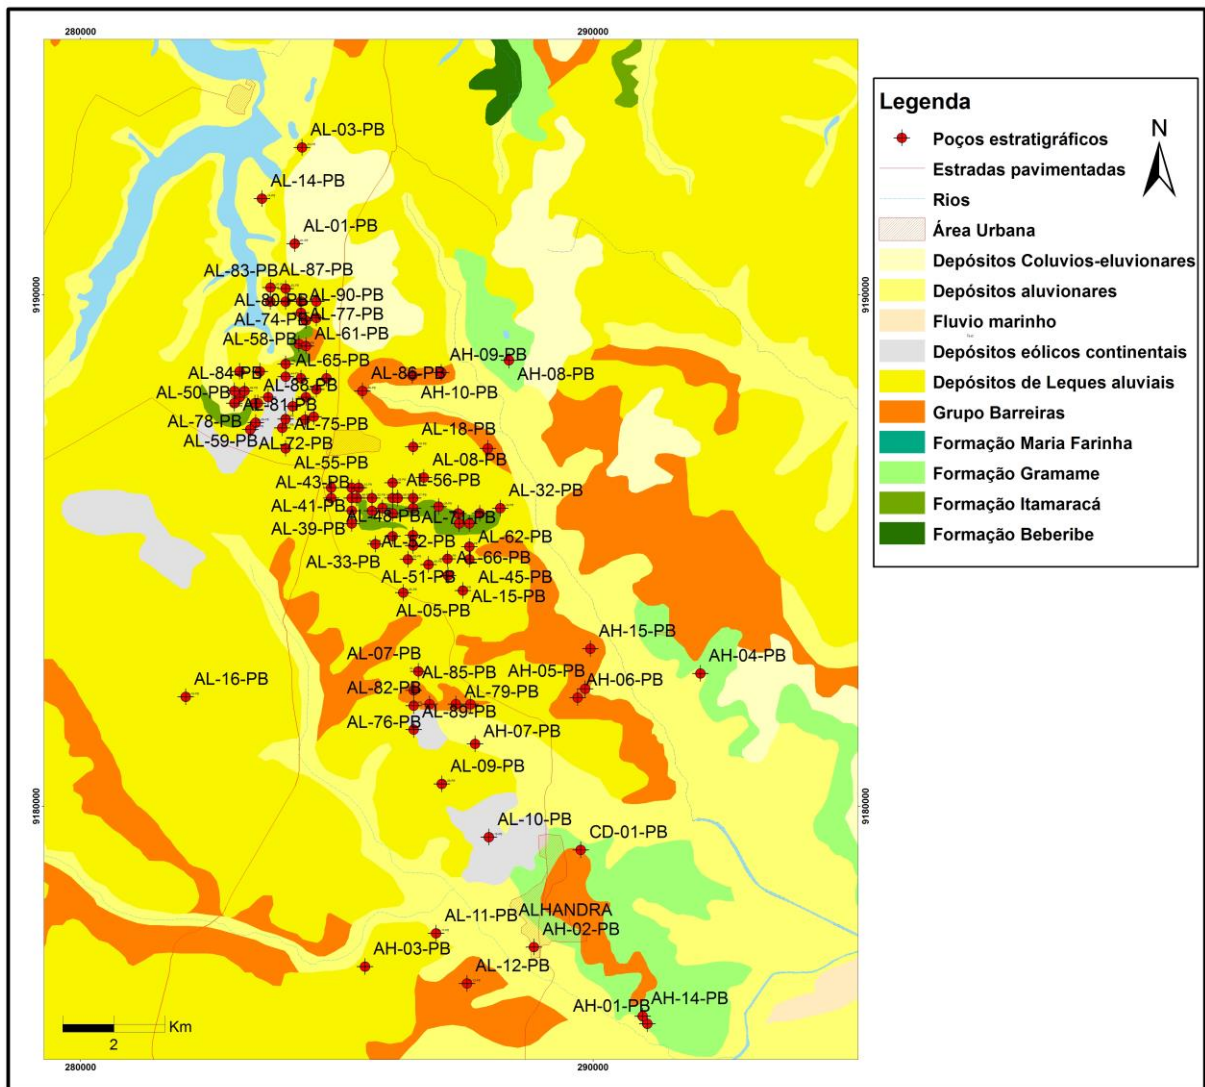 280000
290000
AL-03-PB
AL-14-PB
AL-01-PB
AL-83-PB
AL-87-PB
9190000
9190000
AL-80-PB
AL-90-PB
AL-74-PB
AL-77-PB
AL-58-PB
AL-61-PB
AL-65-PB
AH-09-PB
AL-84-PB
AL-86-PB
AH-08-PB
AL-50-PB
AL-88-PB
AH-10-PB
AL-81-PB
AL-78-PB
AL-75-PB
AL-18-PB
AL-59-PB
AL-72-PB
AL-55-PB
AL-08-PB
AL-43-PB
AL-56-PB
AL-32-PB
AL-41-PB
AL-48-PB
AL-71-PB
AL-39-PB
AL-52-PB
AL-62-PB
AL-33-PB
AL-66-PB
AL-51-PB
AL-45-PB
AL-15-PB
AL-05-PB
AH-15-PB
AL-07-PB
AL-85-PB
AH-05-PB
AH-04-PB
AL-16-PB
AL-82-PB
AL-79-PB
AH-06-PB
AL-76-PB
AL-89-PB
AH-07-PB
AL-09-PB
9180000
9180000
AL-10-PB
CD-01-PB
ALHANDRA
AL-11-PB
AH-02-PB
AH-03-PB
AL-12-PB
AH-01-PB
AH-14-PB
Km
2
280000
290000
Legenda
N
Poços estratigráficos
Estradas pavimentadas
Rios
Área Urbana
Depósitos Coluvios-eluvionares
Depósitos aluvionares
Fluvio marinho
Depósitos eólicos continentais
Depósitos de Leques aluviais
Grupo Barreiras
Formação Maria Farinha
Formação Gramame
Formação Itamaracá
Formação Beberibe